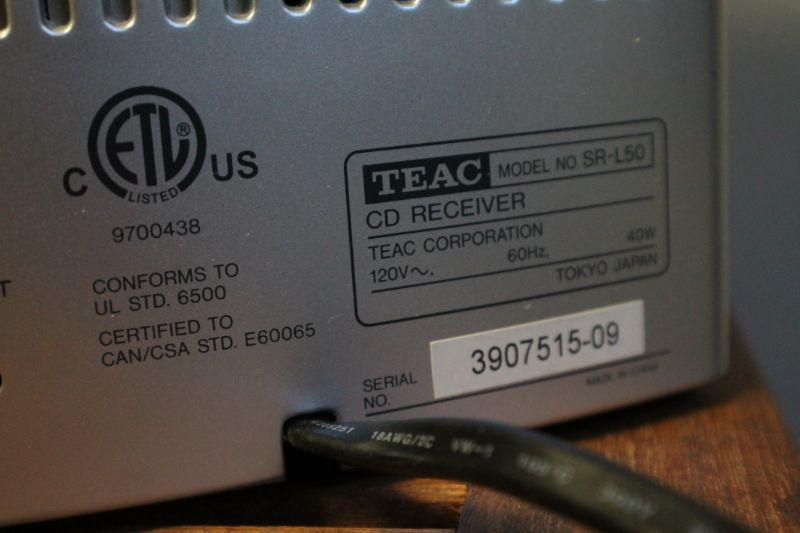 C ETL ® US
LISTED
9700438
T
CONFORMS TO
UL STD. 6500
CERTIFIED TO
CAN/CSA STD. E60065
TEAC MODEL NO. SR-L50
CD RECEIVER
TEAC CORPORATION
120V~, 60Hz, 40W
TOKYO JAPAN
SERIAL
NO.
3907515-09
MADE IN CHINA
18AWG/2C VW-1